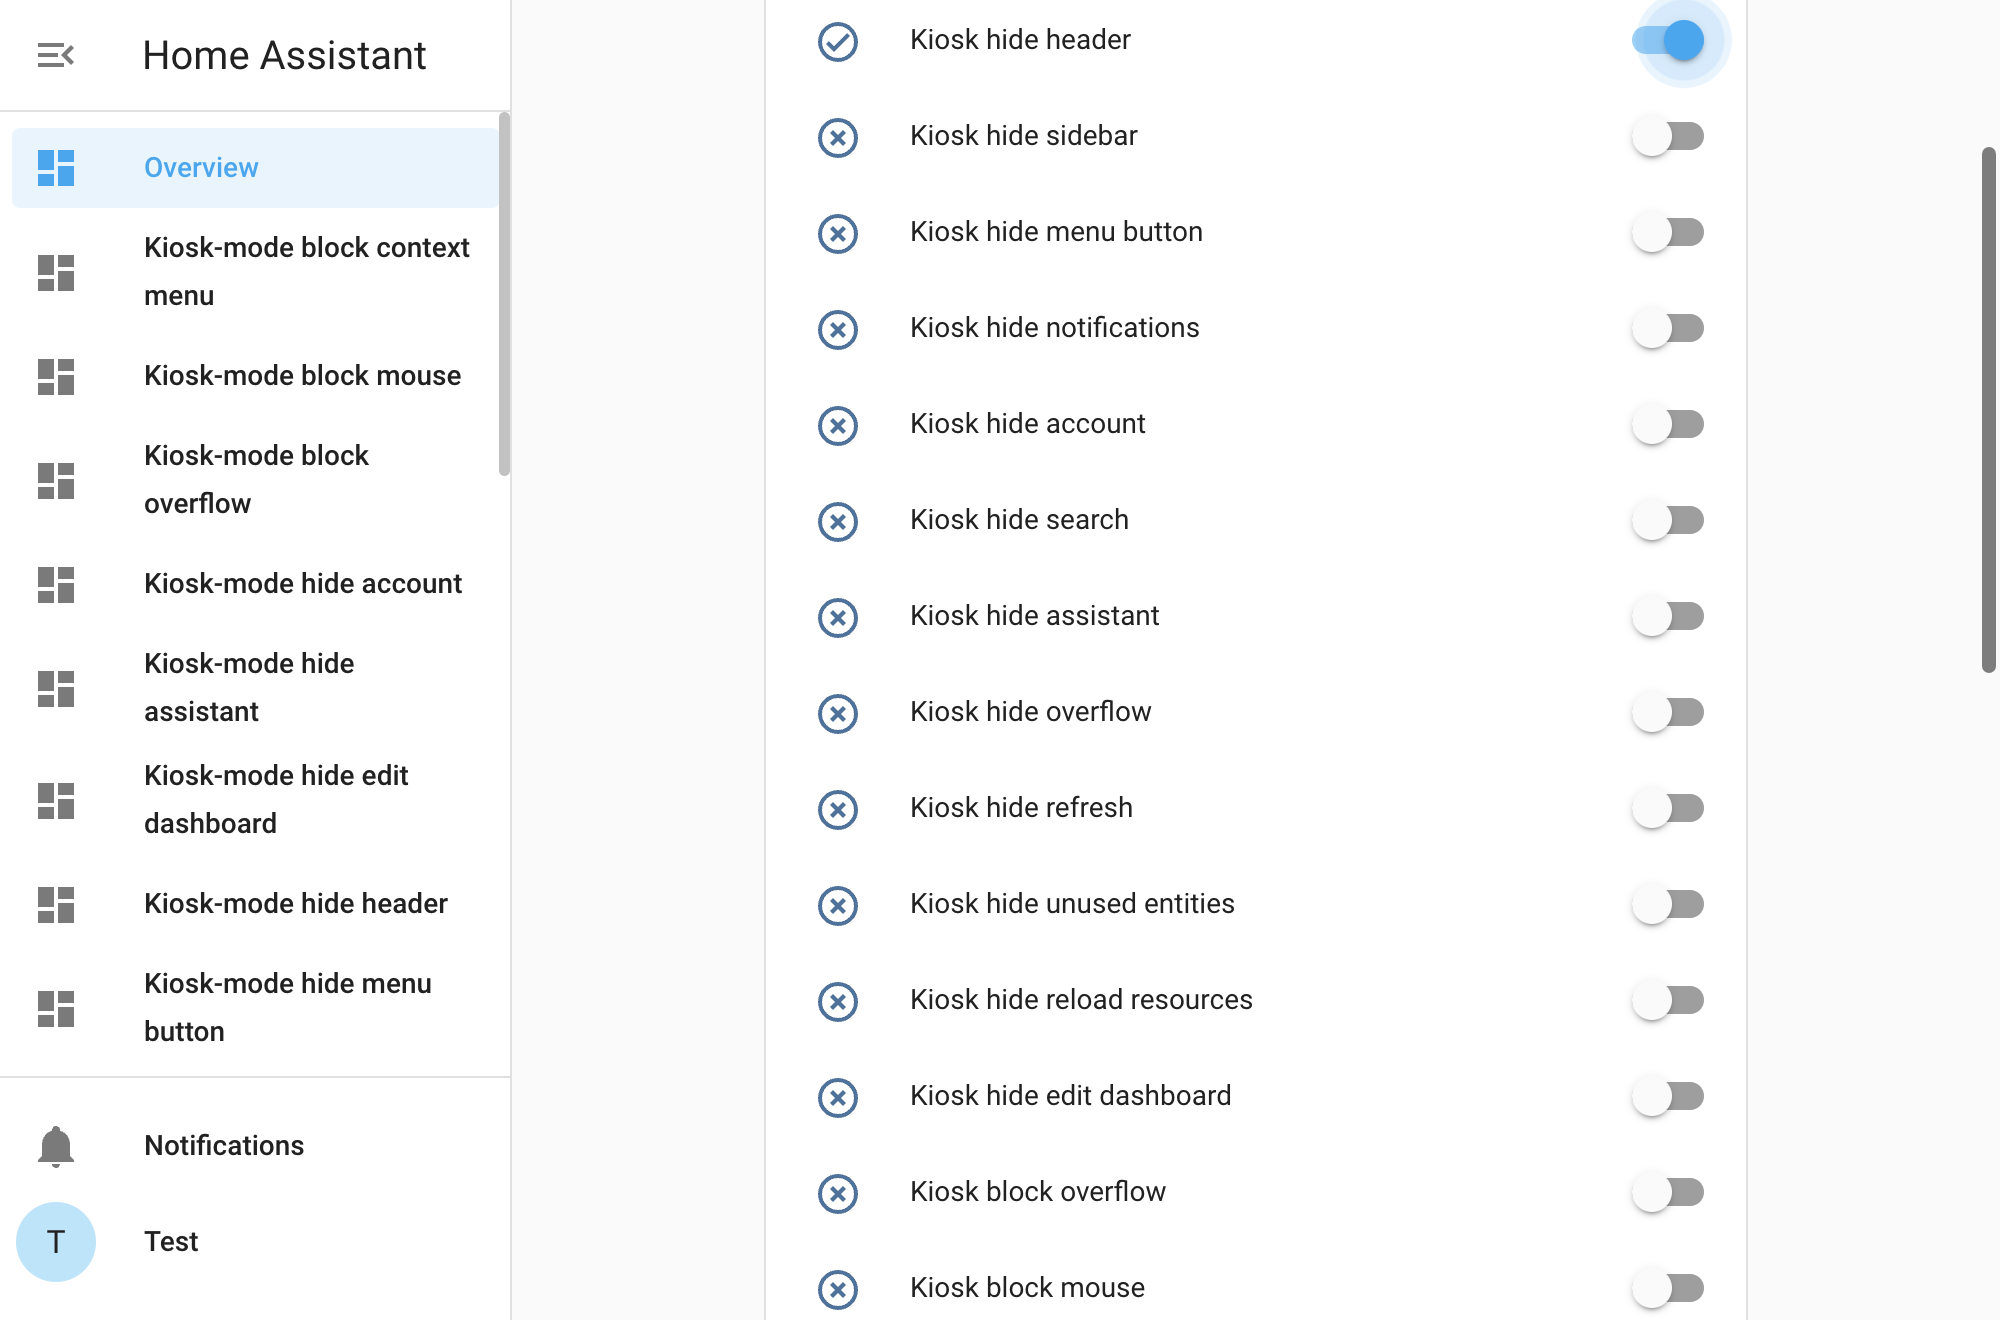 Home Assistant
Overview
Kiosk-mode block context
menu
Kiosk-mode block mouse
Kiosk-mode block
overflow
Kiosk-mode hide account
Kiosk-mode hide
assistant
Kiosk-mode hide edit
dashboard
Kiosk-mode hide header
Kiosk-mode hide menu
button
Notifications
T
Test
Kiosk hide header
Kiosk hide sidebar
Kiosk hide menu button
Kiosk hide notifications
Kiosk hide account
Kiosk hide search
Kiosk hide assistant
Kiosk hide overflow
Kiosk hide refresh
Kiosk hide unused entities
Kiosk hide reload resources
Kiosk hide edit dashboard
Kiosk block overflow
Kiosk block mouse